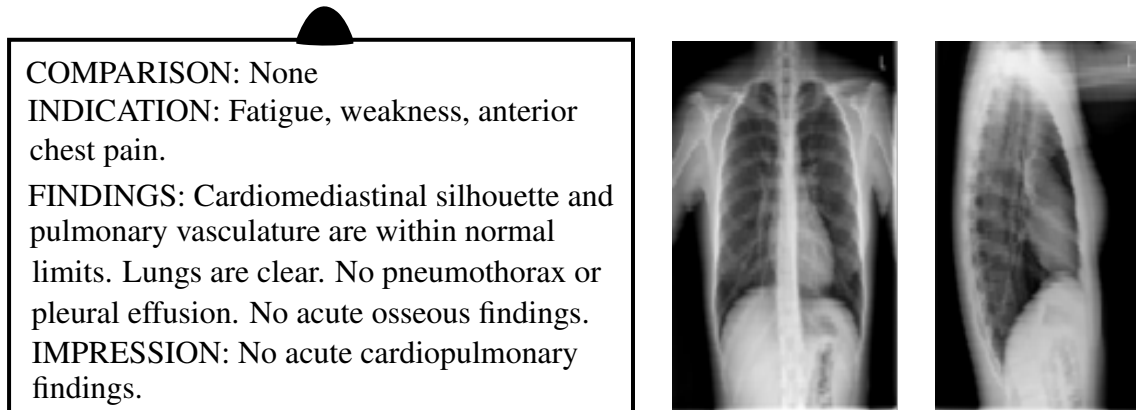 COMPARISON: None
INDICATION: Fatigue, weakness, anterior
chest pain.
FINDINGS: Cardiomediastinal silhouette and
pulmonary vasculature are within normal
limits. Lungs are clear. No pneumothorax or
pleural effusion. No acute osseous findings.
IMPRESSION: No acute cardiopulmonary
findings.
L
L